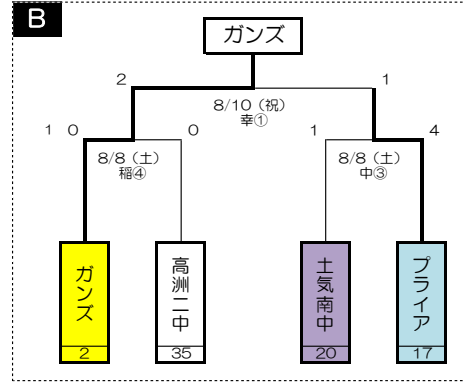 B
ガンズ
2 1
8/10（祝）
幸①
1 0 0 1 4
8/8（土） 8/8（土）
稲④ 中③
ガンズ 高洲二中 土気南中 プライア
2 35 20 17